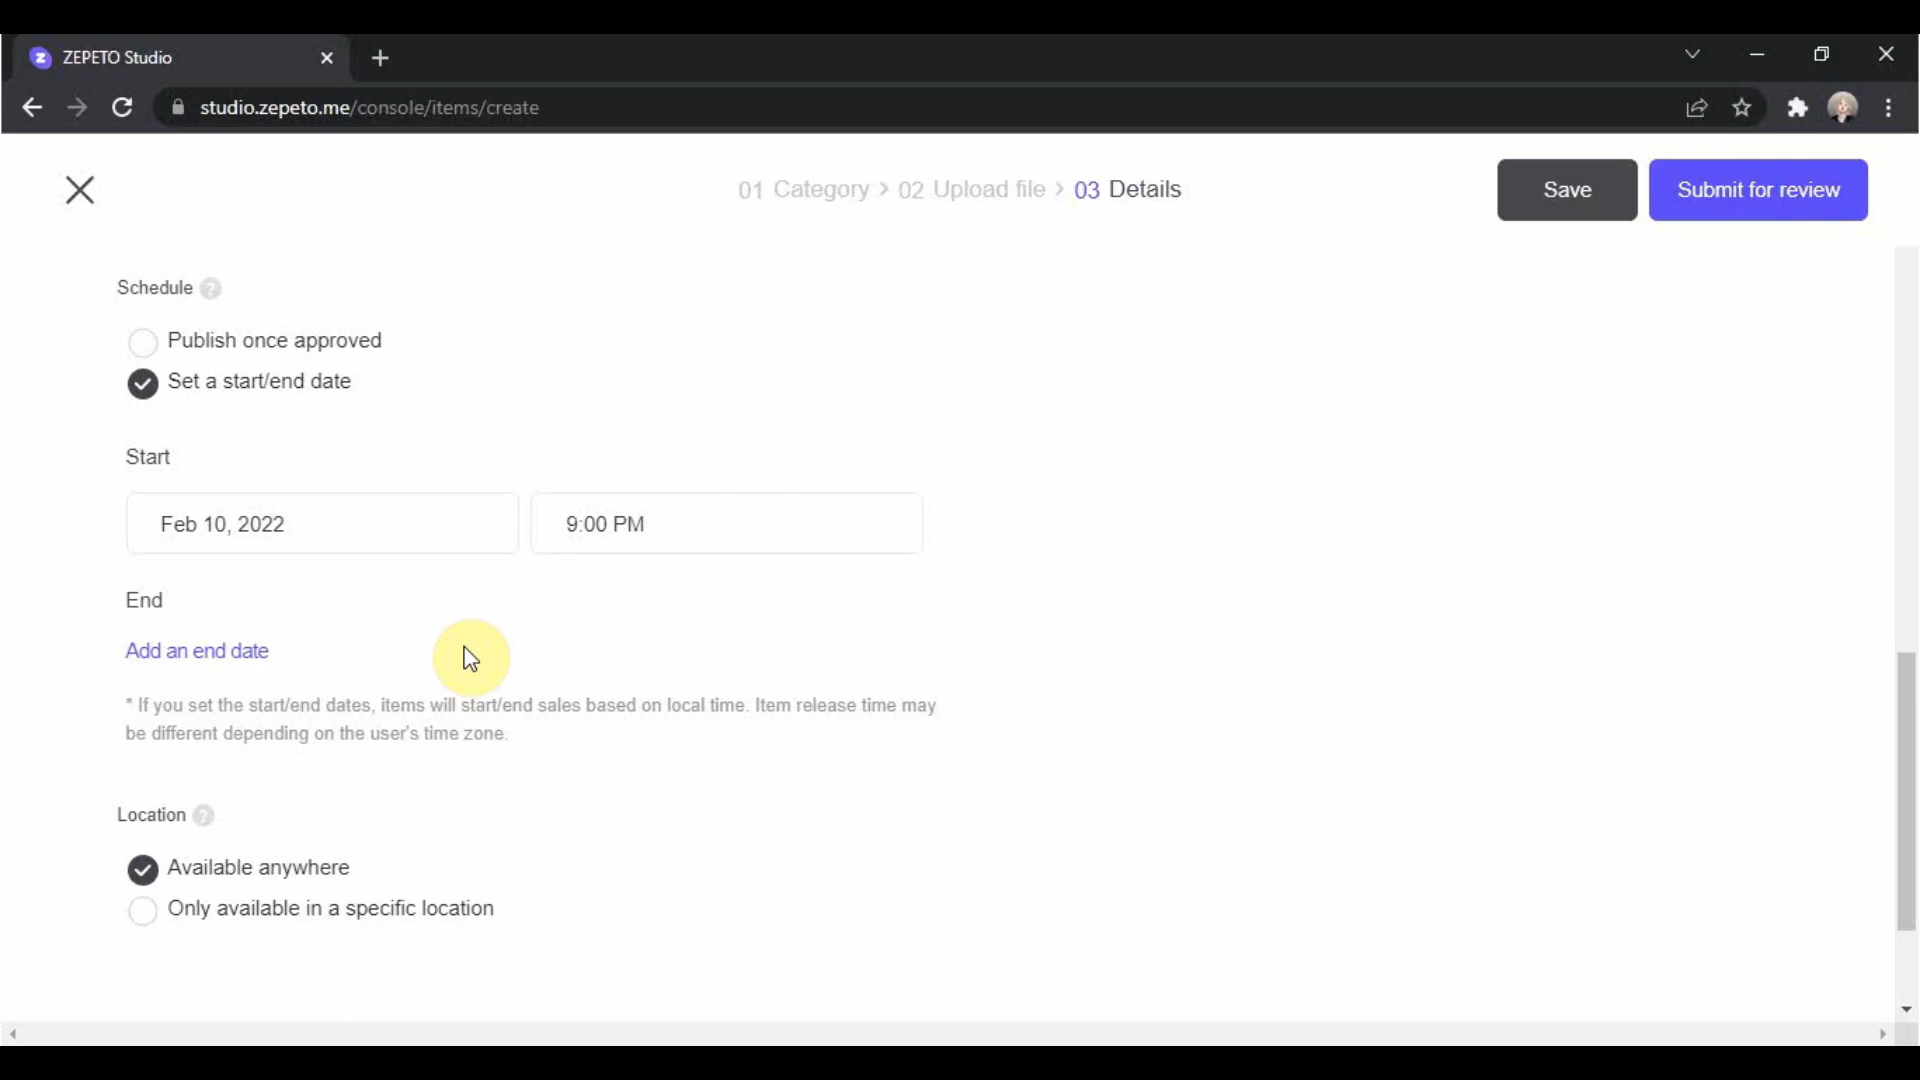 ZEPETO Studio
studio.zepeto.me/console/items/create
01 Category > 02 Upload file > 03 Details
Save
Submit for review
Schedule ?
Publish once approved
Set a start/end date
Start
Feb 10, 2022
9:00 PM
End
Add an end date
* If you set the start/end dates, items will start/end sales based on local time. Item release time may
be different depending on the user's time zone.
Location ?
Available anywhere
Only available in a specific location